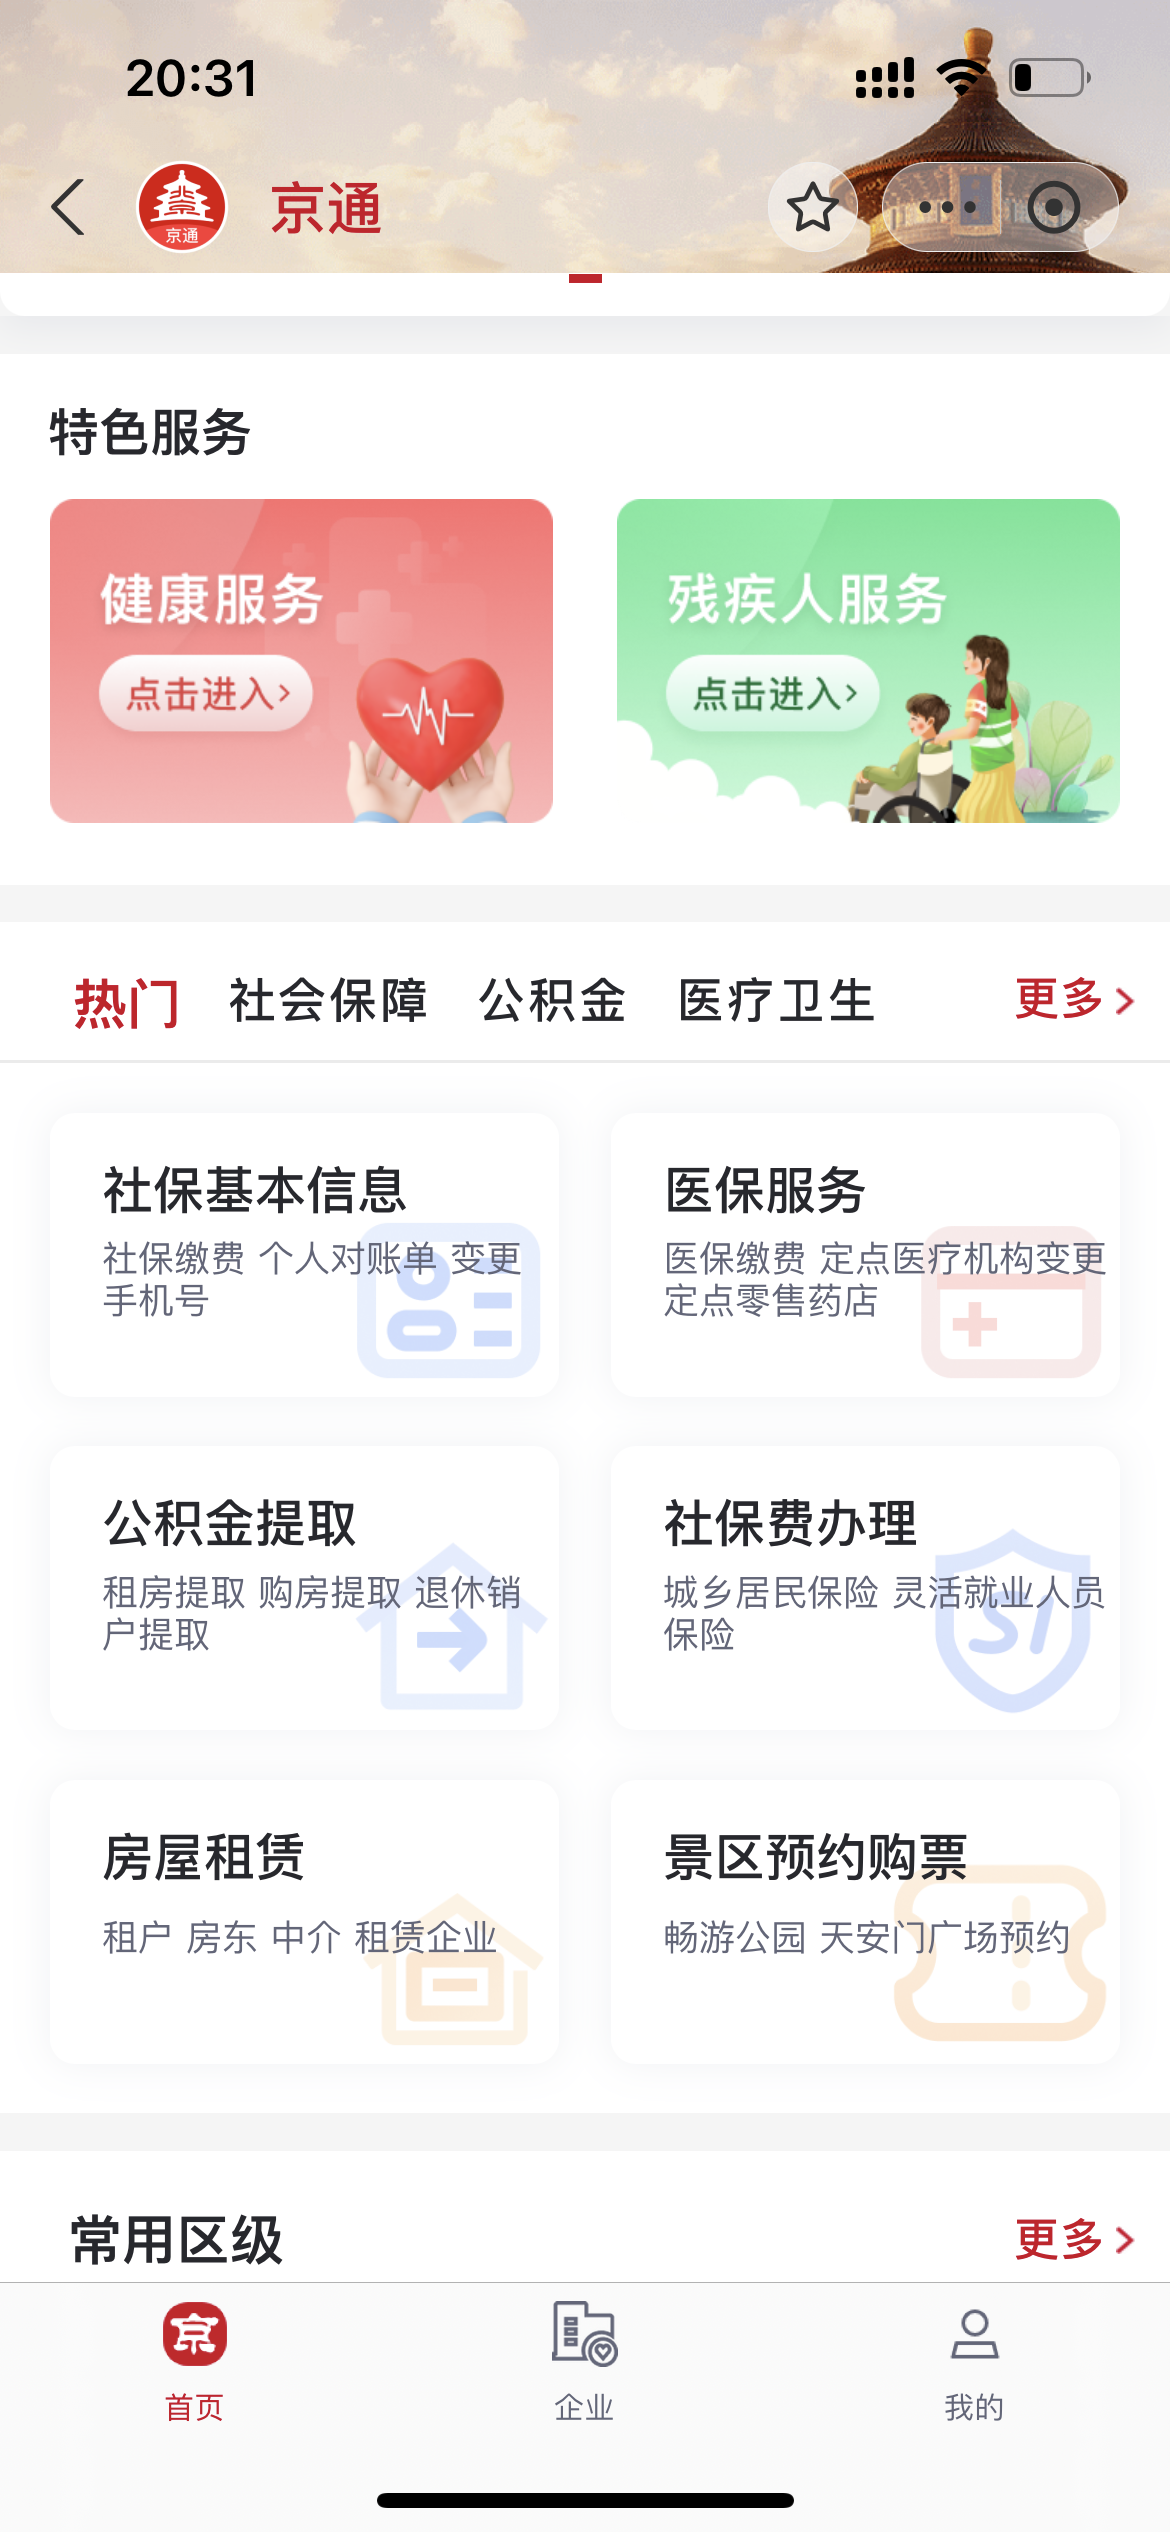 20:31
京通
京通
特色服务
健康服务
点击进入>
残疾人服务
点击进入>
热门 社会保障 公积金 医疗卫生 更多 >
社保基本信息
社保缴费 个人对账单 变更
手机号
医保服务
医保缴费 定点医疗机构变更
定点零售药店
公积金提取
租房提取 购房提取 退休销
户提取
社保费办理
城乡居民保险 灵活就业人员
保险
SI
房屋租赁
租户 房东 中介 租赁企业
景区预约购票
畅游公园 天安门广场预约
常用区级 更多 >
京
首页
企业
我的